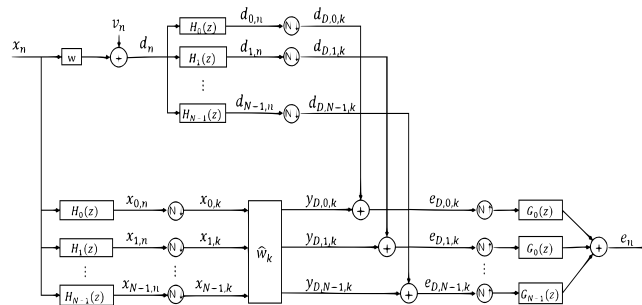 v_n
d_{0,n} d_{D,0,k}
H_0(z) N↓
x_n d_n d_{1,n} d_{D,1,k}
w + H_1(z) N↓
⋮
d_{N-1,n} d_{D,N-1,k}
H_{N-1}(z) N↓
x_{0,n} x_{0,k} y_{D,0,k} e_{D,0,k}
H_0(z) N↓ + N↑ G_0(z)
x_{1,n} x_{1,k} ŵ_k y_{D,1,k} e_{D,1,k} e_n
H_1(z) N↓ + N↑ G_0(z) +
⋮ ⋮ ⋮ ⋮
x_{N-1,n} x_{N-1,k} y_{D,N-1,k} e_{D,N-1,k}
H_{N-1}(z) N↓ + N↑ G_{N-1}(z)